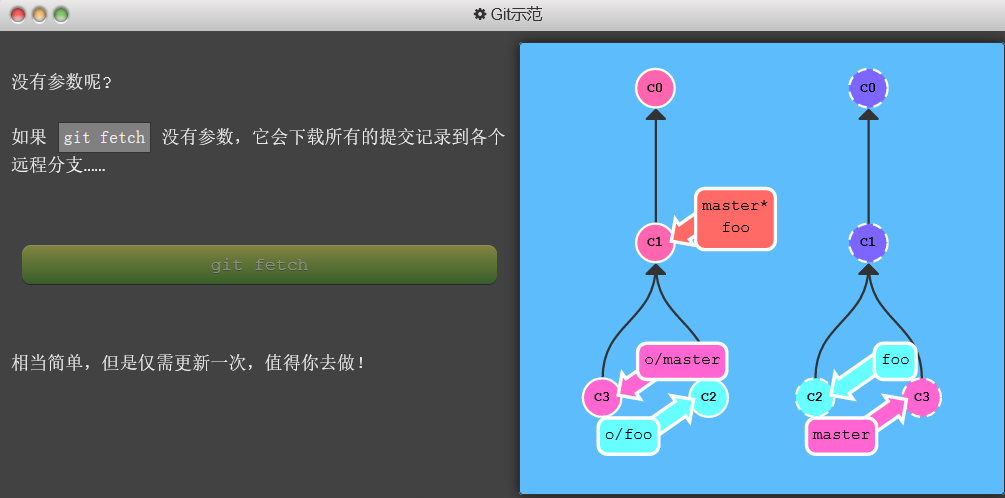 Git示范
没有参数呢?
如果 git fetch 没有参数，它会下载所有的提交记录到各个
远程分支……
git fetch
相当简单，但是仅需更新一次，值得你去做！
c0
c0
master*
foo
c1
c1
o/master
foo
c3
c2
c2
c3
o/foo
master